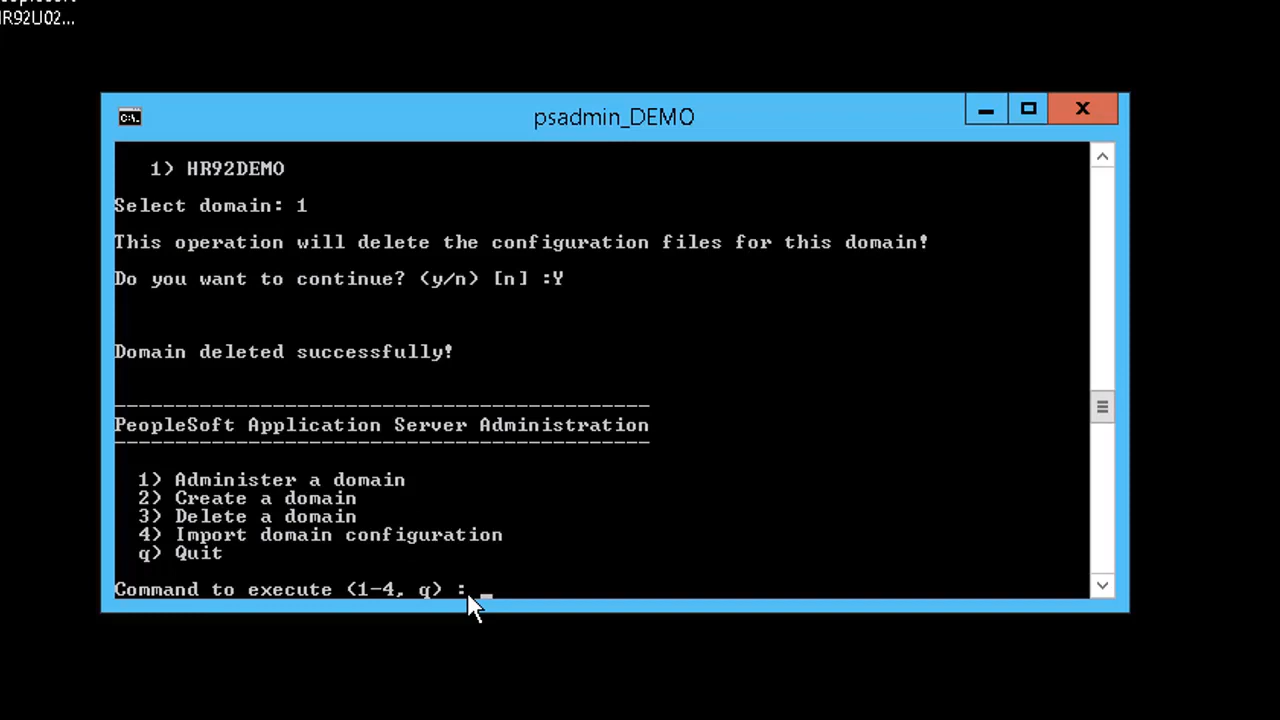 HR92U02...
psadmin_DEMO
1) HR92DEMO
Select domain: 1
This operation will delete the configuration files for this domain!
Do you want to continue? (y/n) [n] :Y
Domain deleted successfully!
------------------------------------------
PeopleSoft Application Server Administration
------------------------------------------
1) Administer a domain
2) Create a domain
3) Delete a domain
4) Import domain configuration
q) Quit
Command to execute (1-4, q) : _